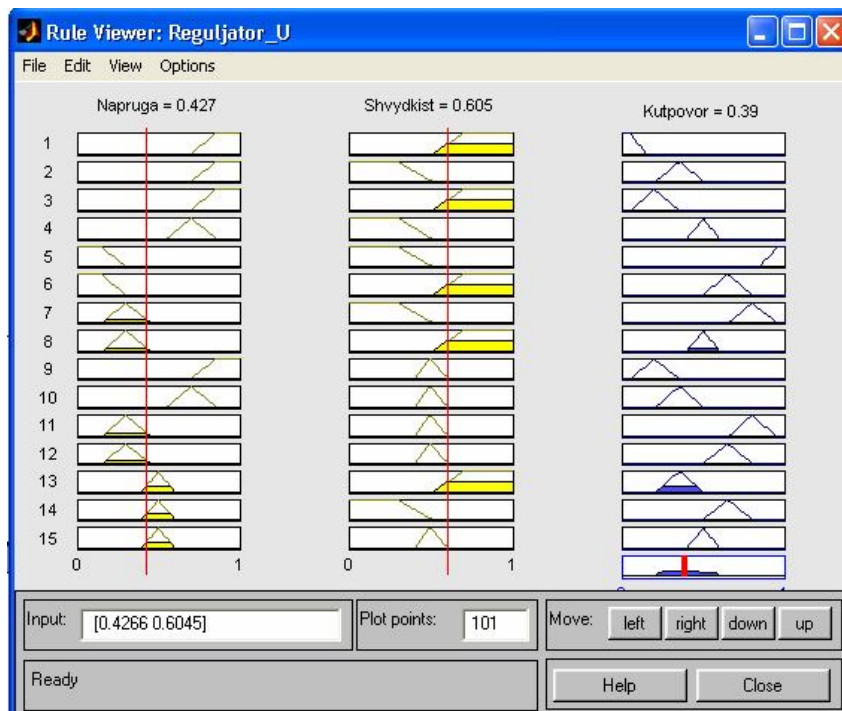 Rule Viewer: Reguljator_U
File Edit View Options
Napruga = 0.427 Shvydkist = 0.605 Kutpovor = 0.39
1
2
3
4
5
6
7
8
9
10
11
12
13
14
15
0 1 0 1
Input: [0.4266 0.6045] Plot points: 101 Move: left right down up
Ready Help Close